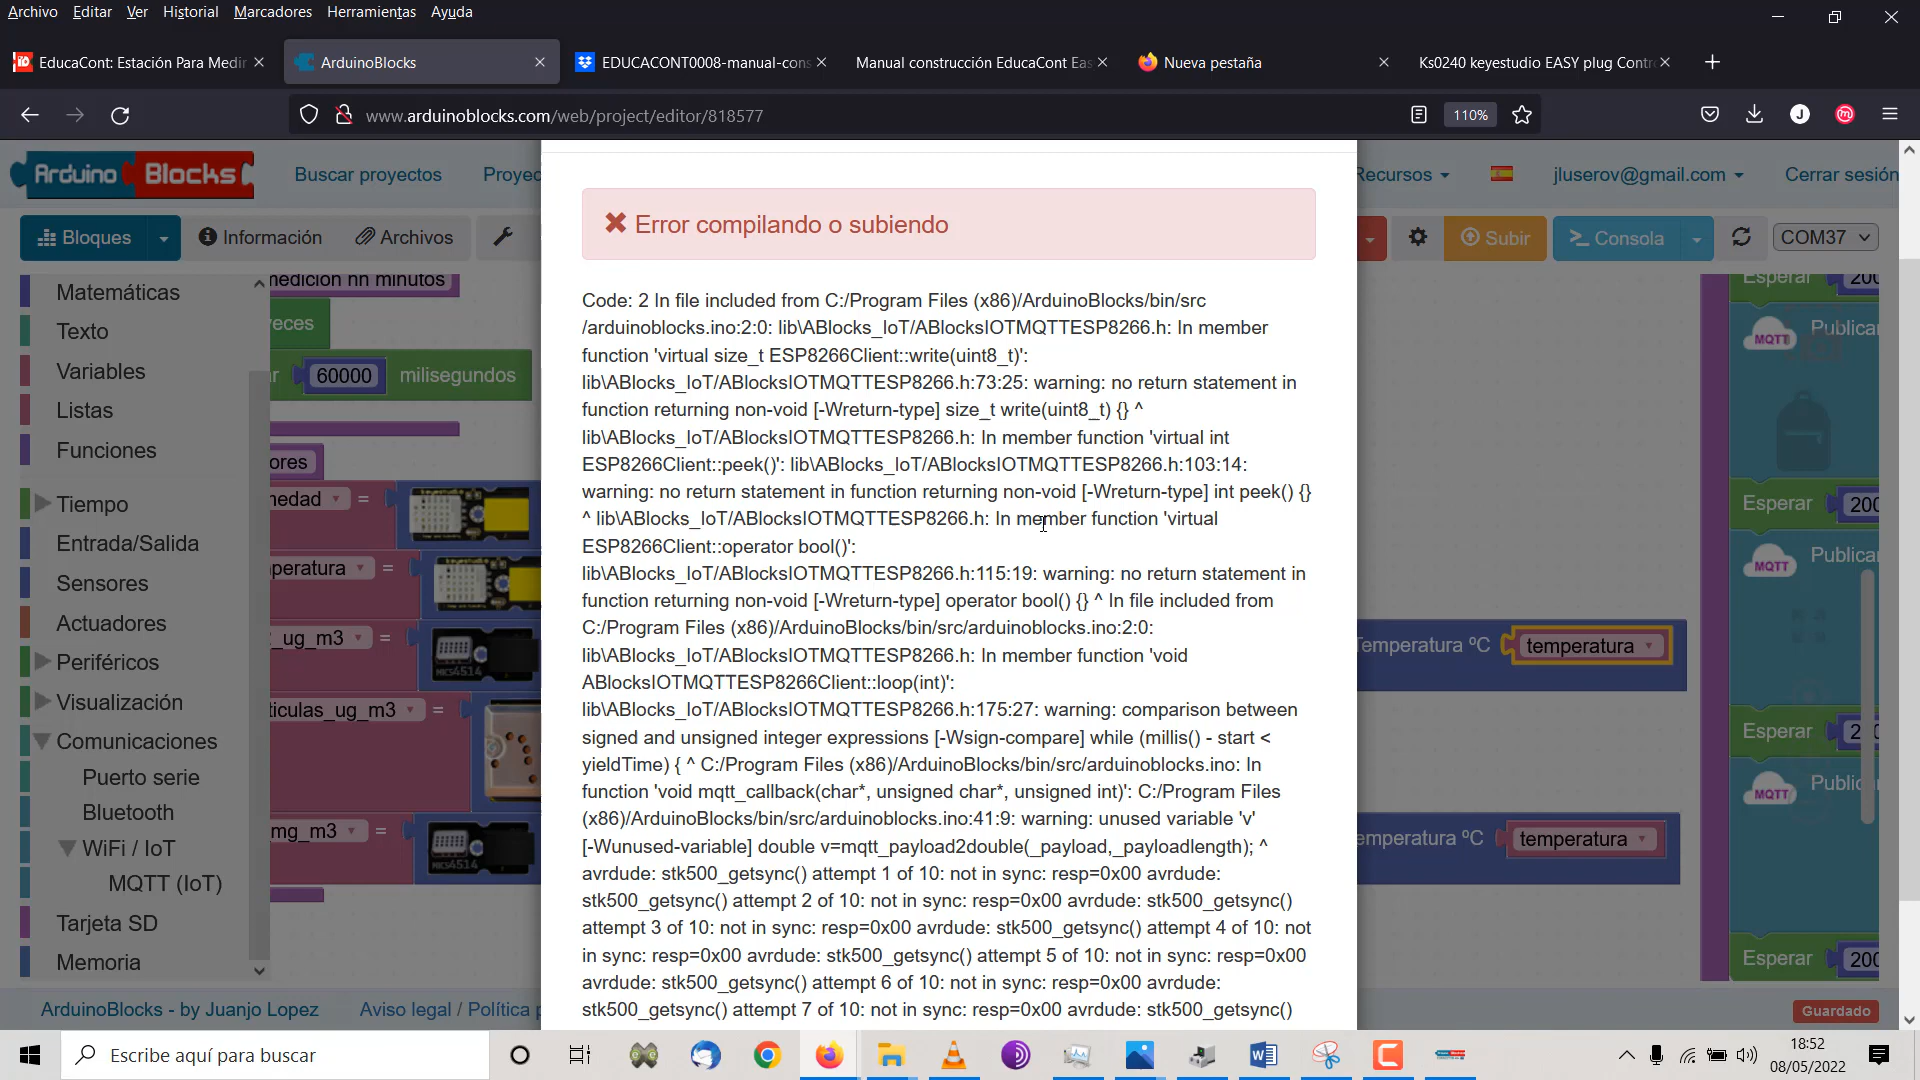 Archivo Editar Ver Historial Marcadores Herramientas Ayuda
EducaCont: Estación Para Medir
ArduinoBlocks
EDUCACONT0008-manual-cons
Manual construcción EducaCont Eas
Nueva pestaña
Ks0240 keyestudio EASY plug Contr
www.arduinoblocks.com/web/project/editor/818577
110%
J
Arduino Blocks
Buscar proyectos
Proyec
Recursos
jluserov@gmail.com
Cerrar sesión
Bloques
Información
Archivos
Subir
Consola
COM37
Matemáticas
Texto
Variables
Listas
Funciones
Tiempo
Entrada/Salida
Sensores
Actuadores
Periféricos
Visualización
Comunicaciones
Puerto serie
Bluetooth
WiFi / IoT
MQTT (IoT)
Tarjeta SD
Memoria
medición nn minutos
veces
r 60000 milisegundos
ores
medad =
peratura =
_ug_m3 =
ticulas_ug_m3 =
mg_m3 =
Error compilando o subiendo
Code: 2 In file included from C:/Program Files (x86)/ArduinoBlocks/bin/src
/arduinoblocks.ino:2:0: lib\ABlocks_IoT/ABlocksIOTMQTTESP8266.h: In member
function 'virtual size_t ESP8266Client::write(uint8_t)':
lib\ABlocks_IoT/ABlocksIOTMQTTESP8266.h:73:25: warning: no return statement in
function returning non-void [-Wreturn-type] size_t write(uint8_t) {} ^
lib\ABlocks_IoT/ABlocksIOTMQTTESP8266.h: In member function 'virtual int
ESP8266Client::peek()': lib\ABlocks_IoT/ABlocksIOTMQTTESP8266.h:103:14:
warning: no return statement in function returning non-void [-Wreturn-type] int peek() {}
^ lib\ABlocks_IoT/ABlocksIOTMQTTESP8266.h: In member function 'virtual
ESP8266Client::operator bool()':
lib\ABlocks_IoT/ABlocksIOTMQTTESP8266.h:115:19: warning: no return statement in
function returning non-void [-Wreturn-type] operator bool() {} ^ In file included from
C:/Program Files (x86)/ArduinoBlocks/bin/src/arduinoblocks.ino:2:0:
lib\ABlocks_IoT/ABlocksIOTMQTTESP8266.h: In member function 'void
ABlocksIOTMQTTESP8266Client::loop(int)':
lib\ABlocks_IoT/ABlocksIOTMQTTESP8266.h:175:27: warning: comparison between
signed and unsigned integer expressions [-Wsign-compare] while (millis() - start <
yieldTime) { ^ C:/Program Files (x86)/ArduinoBlocks/bin/src/arduinoblocks.ino: In
function 'void mqtt_callback(char*, unsigned char*, unsigned int)': C:/Program Files
(x86)/ArduinoBlocks/bin/src/arduinoblocks.ino:41:9: warning: unused variable 'v'
[-Wunused-variable] double v=mqtt_payload2double(_payload,_payloadlength); ^
avrdude: stk500_getsync() attempt 1 of 10: not in sync: resp=0x00 avrdude:
stk500_getsync() attempt 2 of 10: not in sync: resp=0x00 avrdude: stk500_getsync()
attempt 3 of 10: not in sync: resp=0x00 avrdude: stk500_getsync() attempt 4 of 10: not
in sync: resp=0x00 avrdude: stk500_getsync() attempt 5 of 10: not in sync: resp=0x00
avrdude: stk500_getsync() attempt 6 of 10: not in sync: resp=0x00 avrdude:
stk500_getsync() attempt 7 of 10: not in sync: resp=0x00 avrdude: stk500_getsync()
Temperatura ºC temperatura
emperatura ºC temperatura
Esperar 200
MQTT Publicar
Esperar 200
MQTT Publicar
Esperar 200
MQTT Publicar
Esperar 200
ArduinoBlocks - by Juanjo Lopez
Aviso legal / Política p
Guardado
Escribe aquí para buscar
18:52
08/05/2022